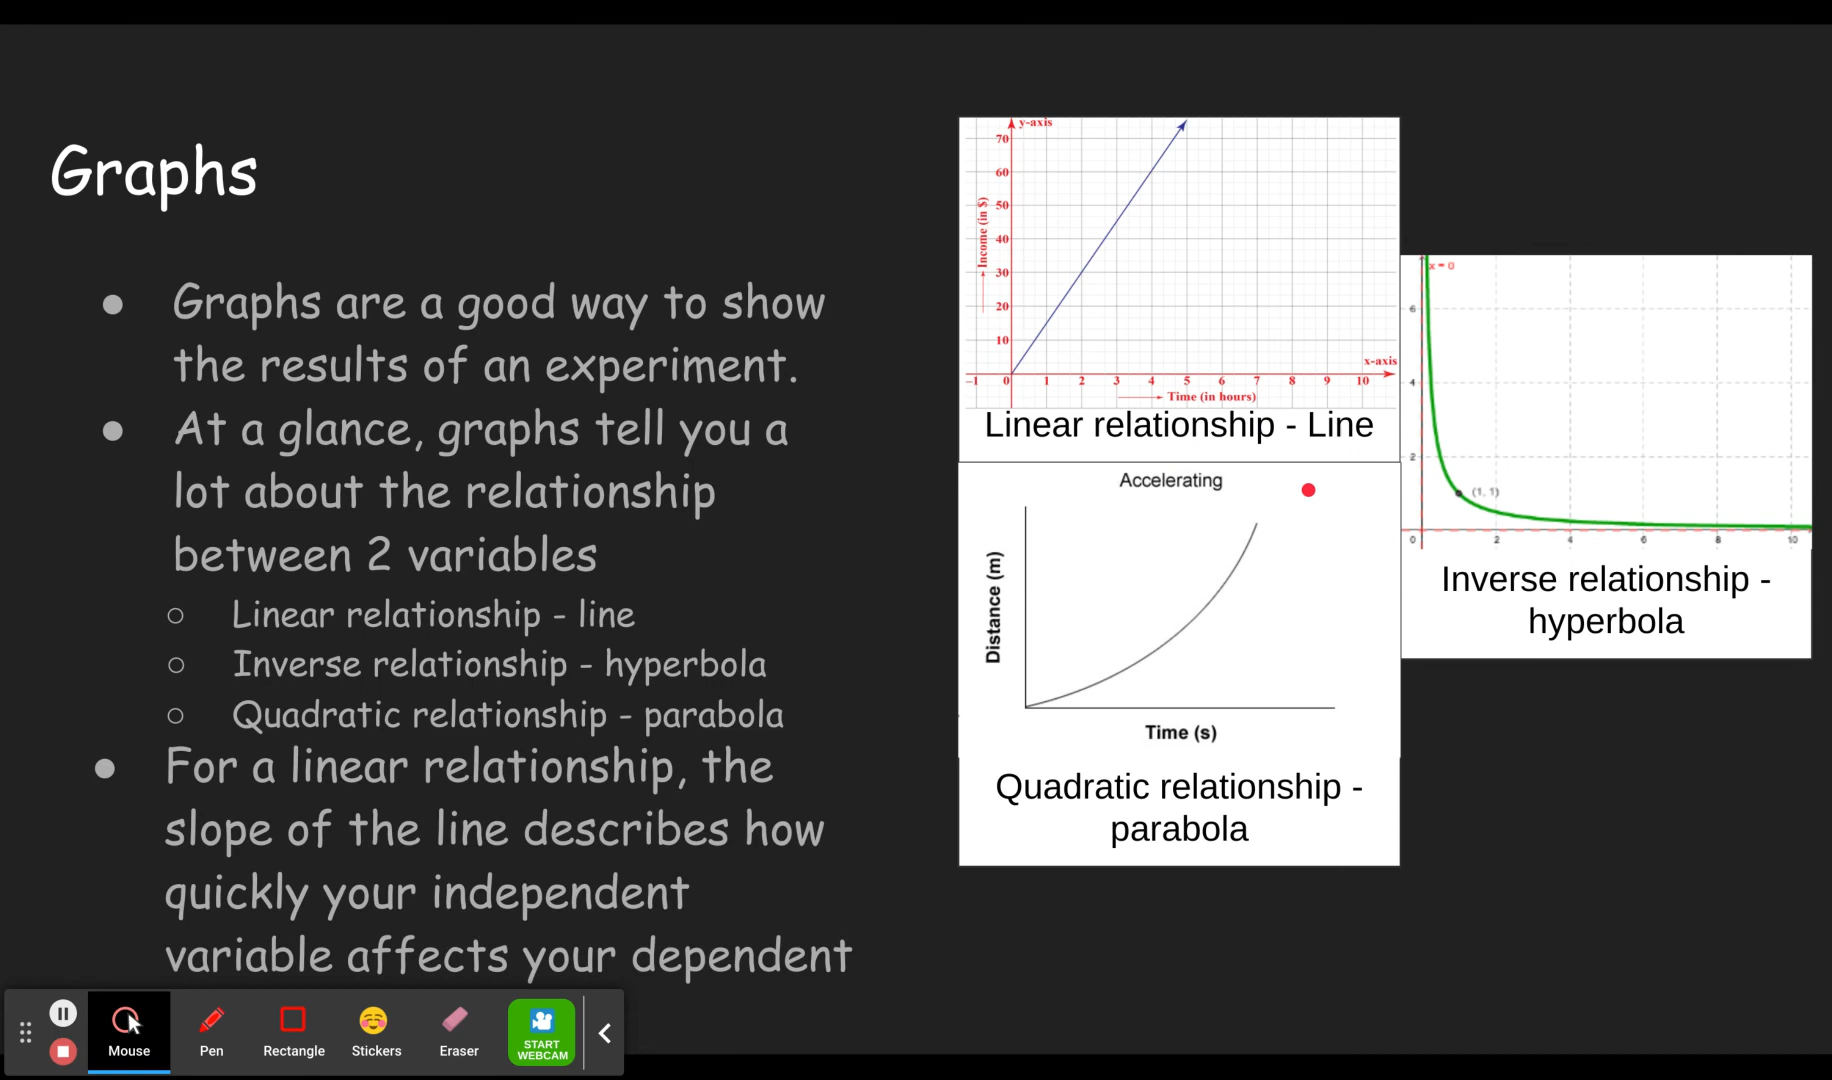 Graphs
● Graphs are a good way to show
the results of an experiment.
● At a glance, graphs tell you a
lot about the relationship
between 2 variables
○ Linear relationship - line
○ Inverse relationship - hyperbola
○ Quadratic relationship - parabola
● For a linear relationship, the
slope of the line describes how
quickly your independent
variable affects your dependent
y-axis
70
60
50
40
30
20
10
Income (in $)
x-axis
-1 0 1 2 3 4 5 6 7 8 9 10
Time (in hours)
Linear relationship - Line
Accelerating
Distance (m)
Time (s)
Quadratic relationship -
parabola
x = 0
6
4
2
(1, 1)
0 2 4 6 8 10
Inverse relationship -
hyperbola
Mouse
Pen
Rectangle
Stickers
Eraser
START
WEBCAM